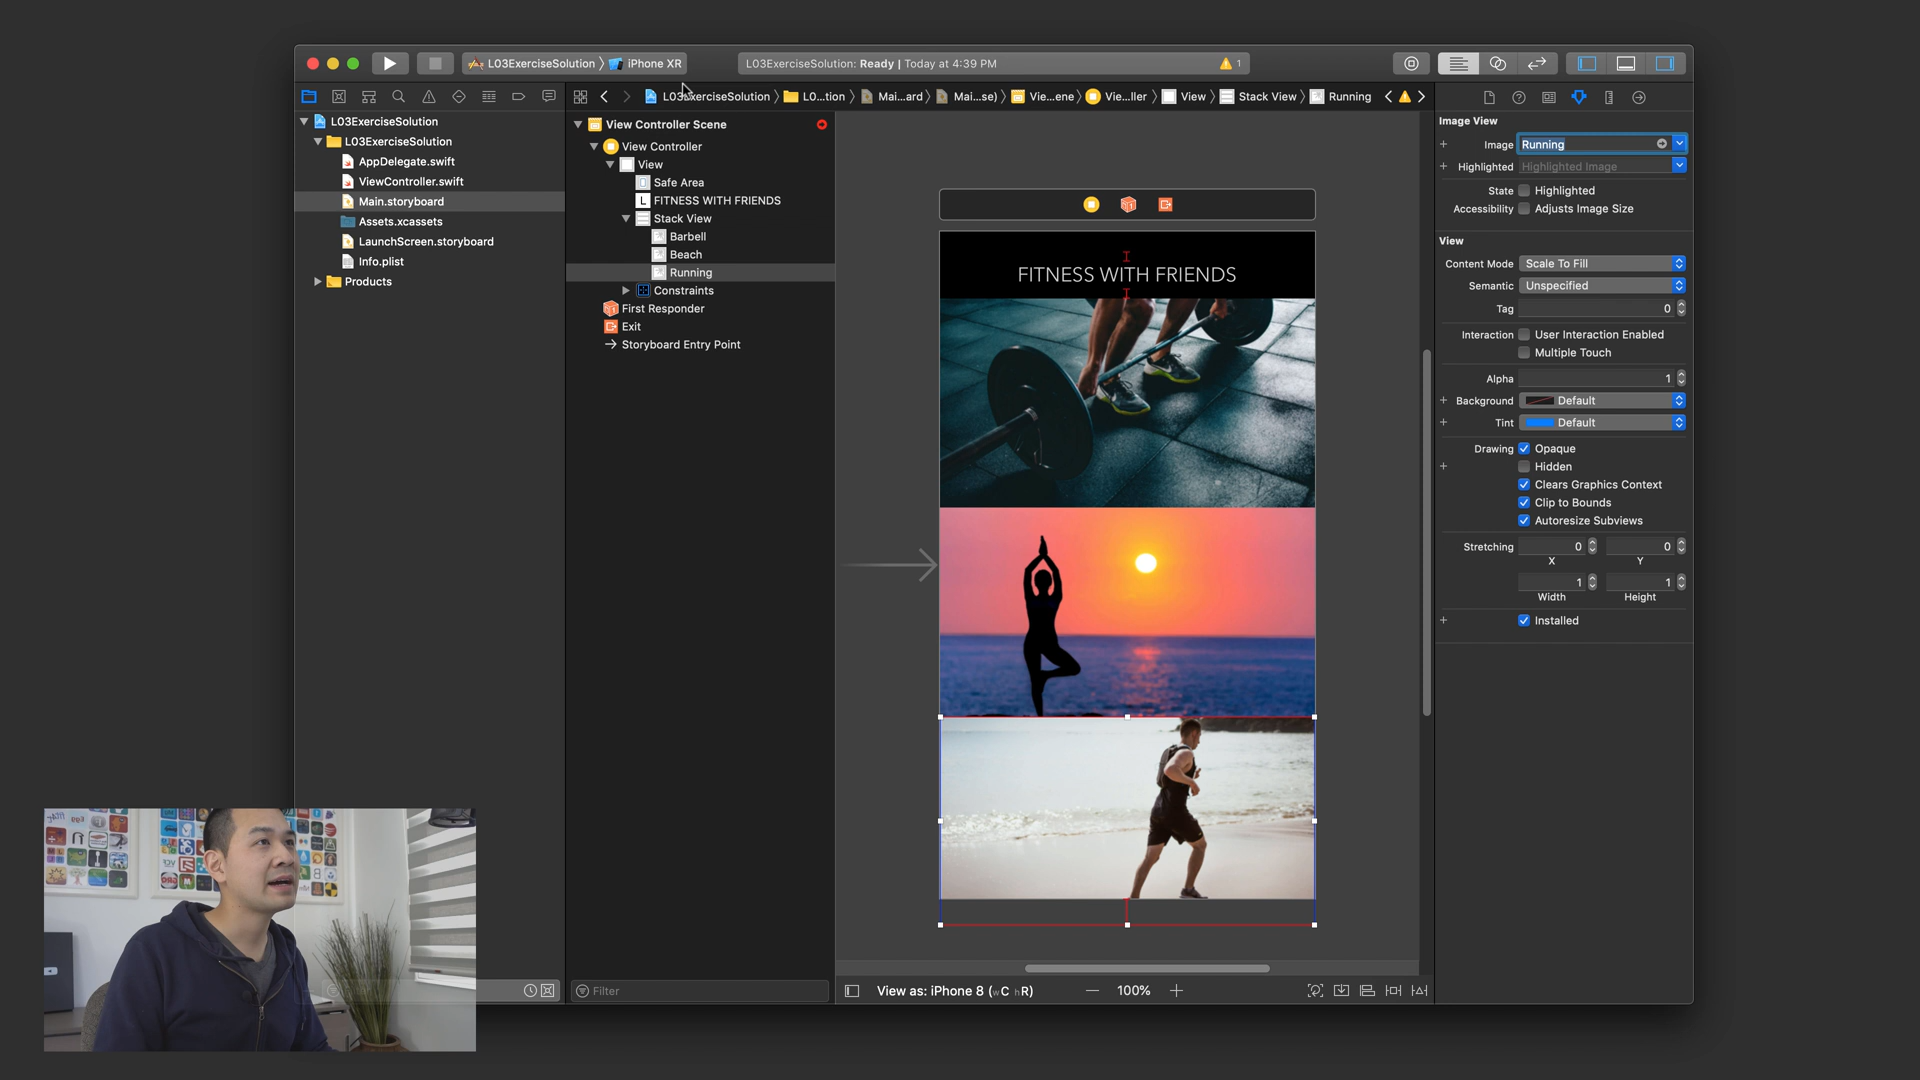 L03ExerciseSolution 〉 iPhone XR
L03ExerciseSolution: Ready | Today at 4:39 PM
1
L03ExerciseSolution 〉 L0...tion 〉 Mai...ard 〉 Mai...se) 〉 Vie...ene 〉 Vie...ller 〉 View 〉 Stack View 〉 Running
L03ExerciseSolution
L03ExerciseSolution
AppDelegate.swift
ViewController.swift
Main.storyboard
Assets.xcassets
LaunchScreen.storyboard
Info.plist
Products
View Controller Scene
View Controller
View
Safe Area
L FITNESS WITH FRIENDS
Stack View
Barbell
Beach
Running
Constraints
First Responder
Exit
Storyboard Entry Point
Filter
FITNESS WITH FRIENDS
View as: iPhone 8 (wC hR)
100%
Image View
Image Running
Highlighted Highlighted Image
State Highlighted
Accessibility Adjusts Image Size
View
Content Mode Scale To Fill
Semantic Unspecified
Tag 0
Interaction User Interaction Enabled
Multiple Touch
Alpha 1
Background Default
Tint Default
Drawing Opaque
Hidden
Clears Graphics Context
Clip to Bounds
Autoresize Subviews
Stretching 0 0
X Y
1 1
Width Height
Installed